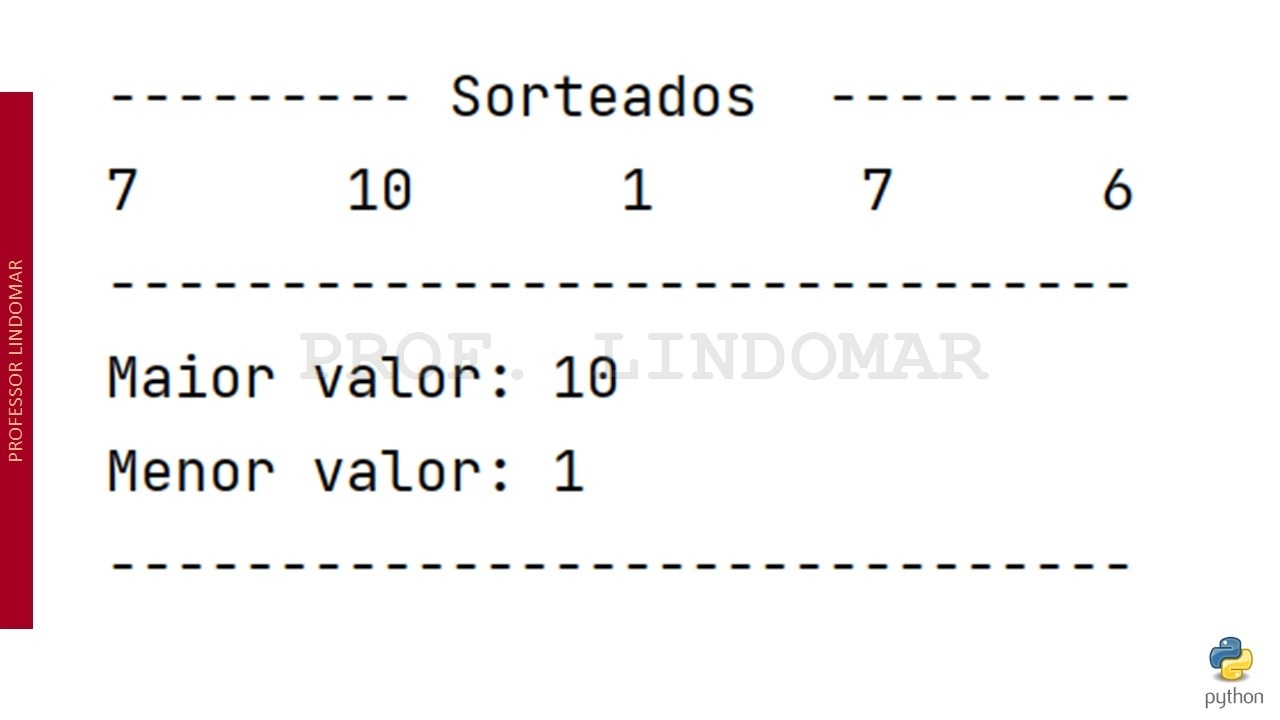 --------- Sorteados  ---------
7      10      1      7      6
-------------------------------
Maior valor: 10
Menor valor: 1
-------------------------------
PROF. LINDOMAR
PROFESSOR LINDOMAR
python